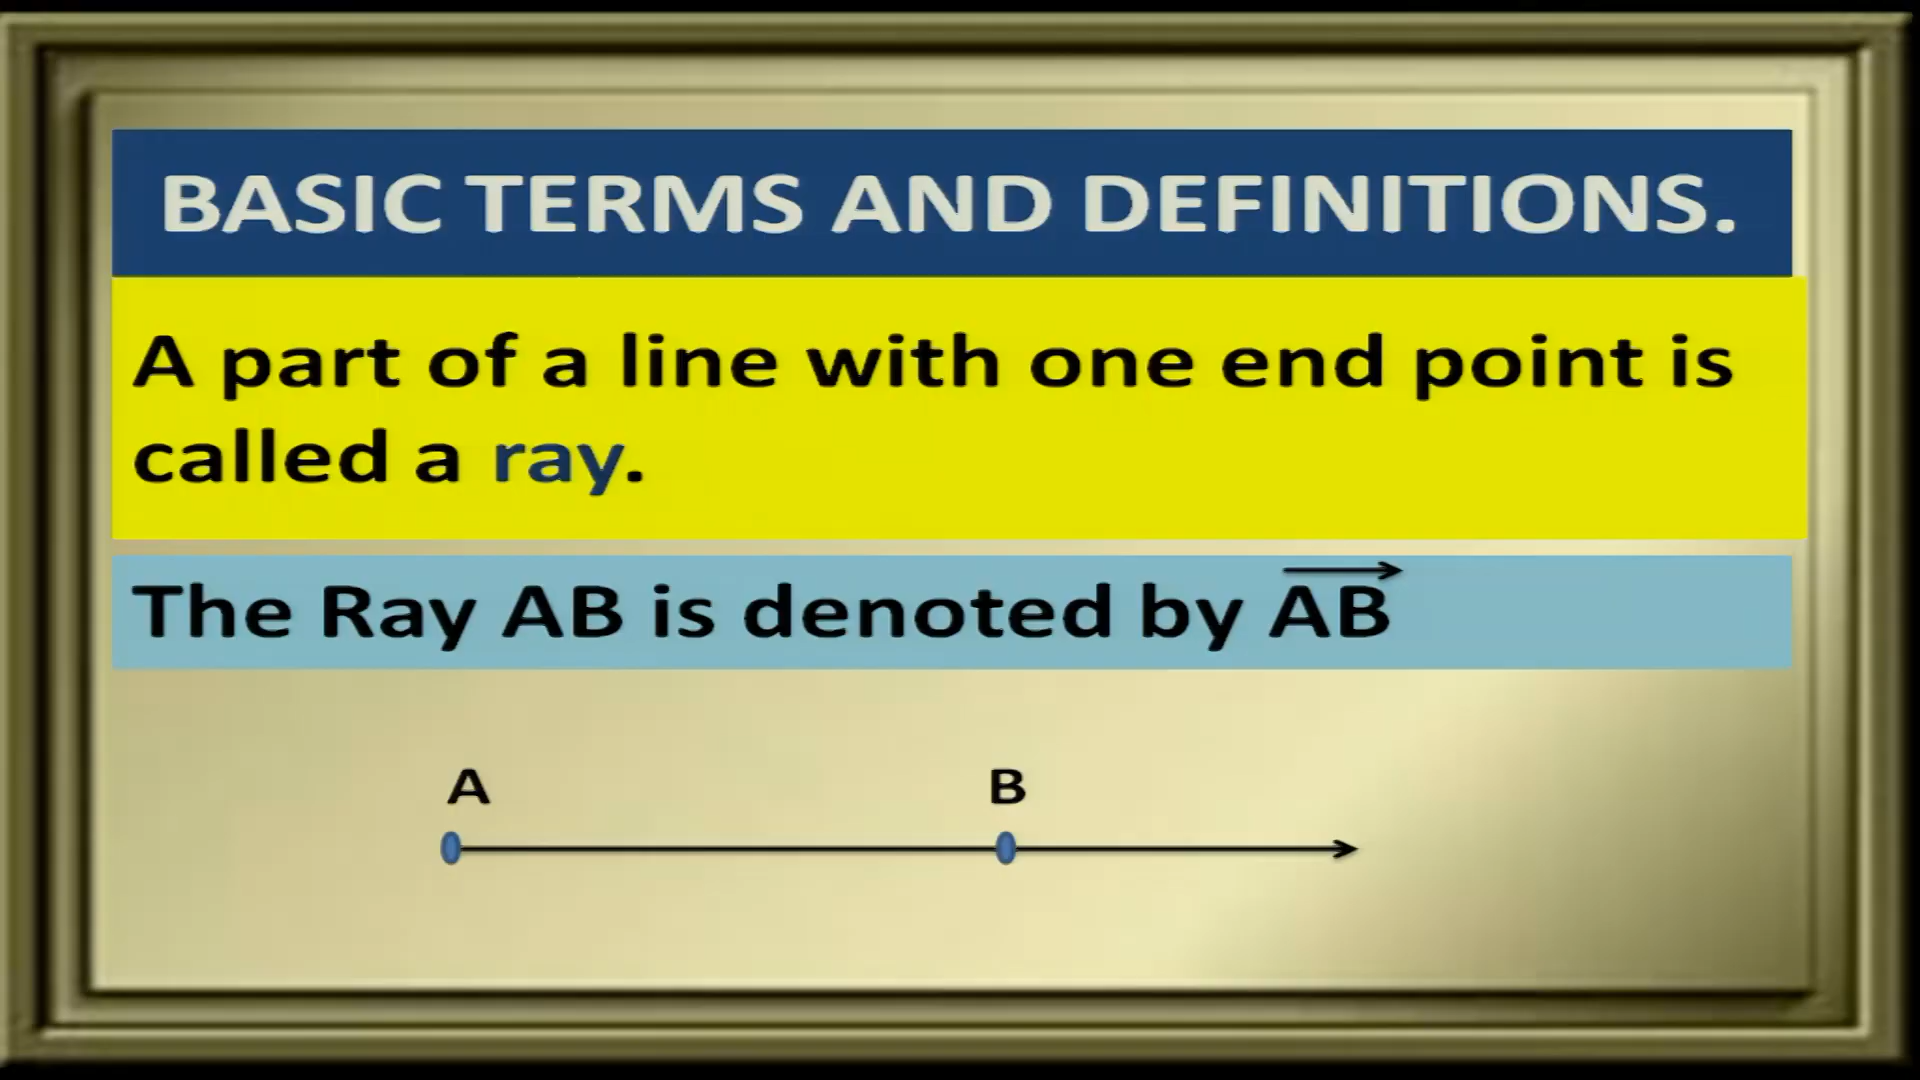 BASIC TERMS AND DEFINITIONS.
A part of a line with one end point is
called a ray.
The Ray AB is denoted by A⃗B⃗
A B